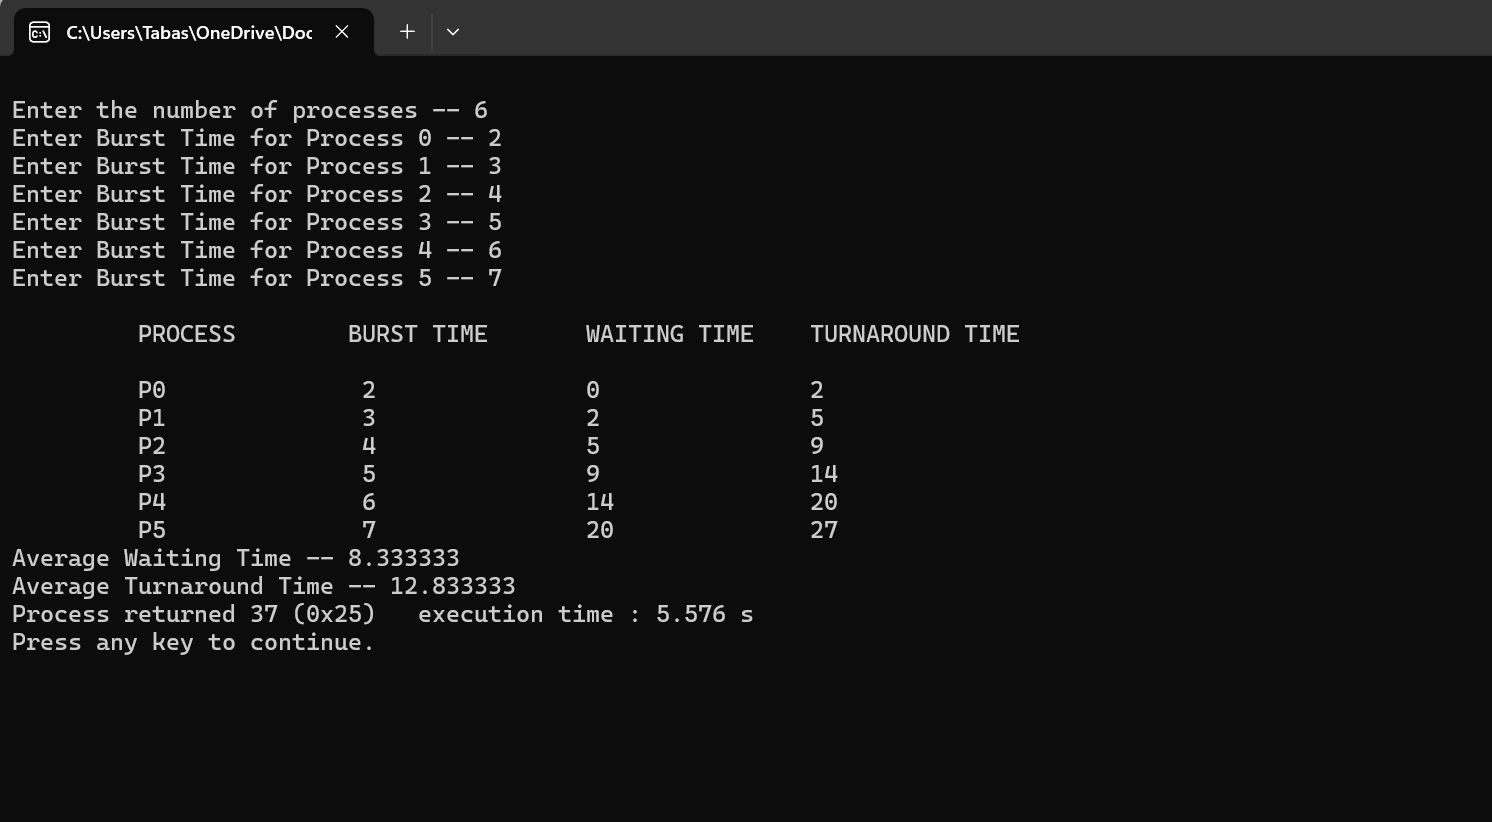 C:\Users\Tabas\OneDrive\Doc
Enter the number of processes -- 6
Enter Burst Time for Process 0 -- 2
Enter Burst Time for Process 1 -- 3
Enter Burst Time for Process 2 -- 4
Enter Burst Time for Process 3 -- 5
Enter Burst Time for Process 4 -- 6
Enter Burst Time for Process 5 -- 7
PROCESS BURST TIME WAITING TIME TURNAROUND TIME
P0 2 0 2
P1 3 2 5
P2 4 5 9
P3 5 9 14
P4 6 14 20
P5 7 20 27
Average Waiting Time -- 8.333333
Average Turnaround Time -- 12.833333
Process returned 37 (0x25) execution time : 5.576 s
Press any key to continue.